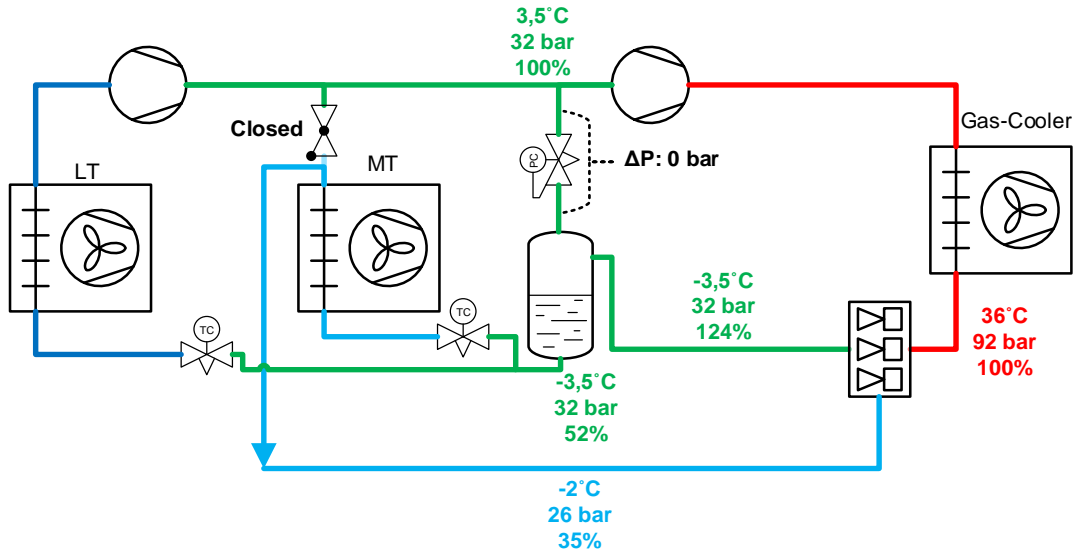 3,5˚C
32 bar
100%
Closed
Gas-Cooler
LT
MT
PC
ΔP: 0 bar
-3,5˚C
32 bar
124%
TC
TC
36˚C
92 bar
100%
-3,5˚C
32 bar
52%
-2˚C
26 bar
35%